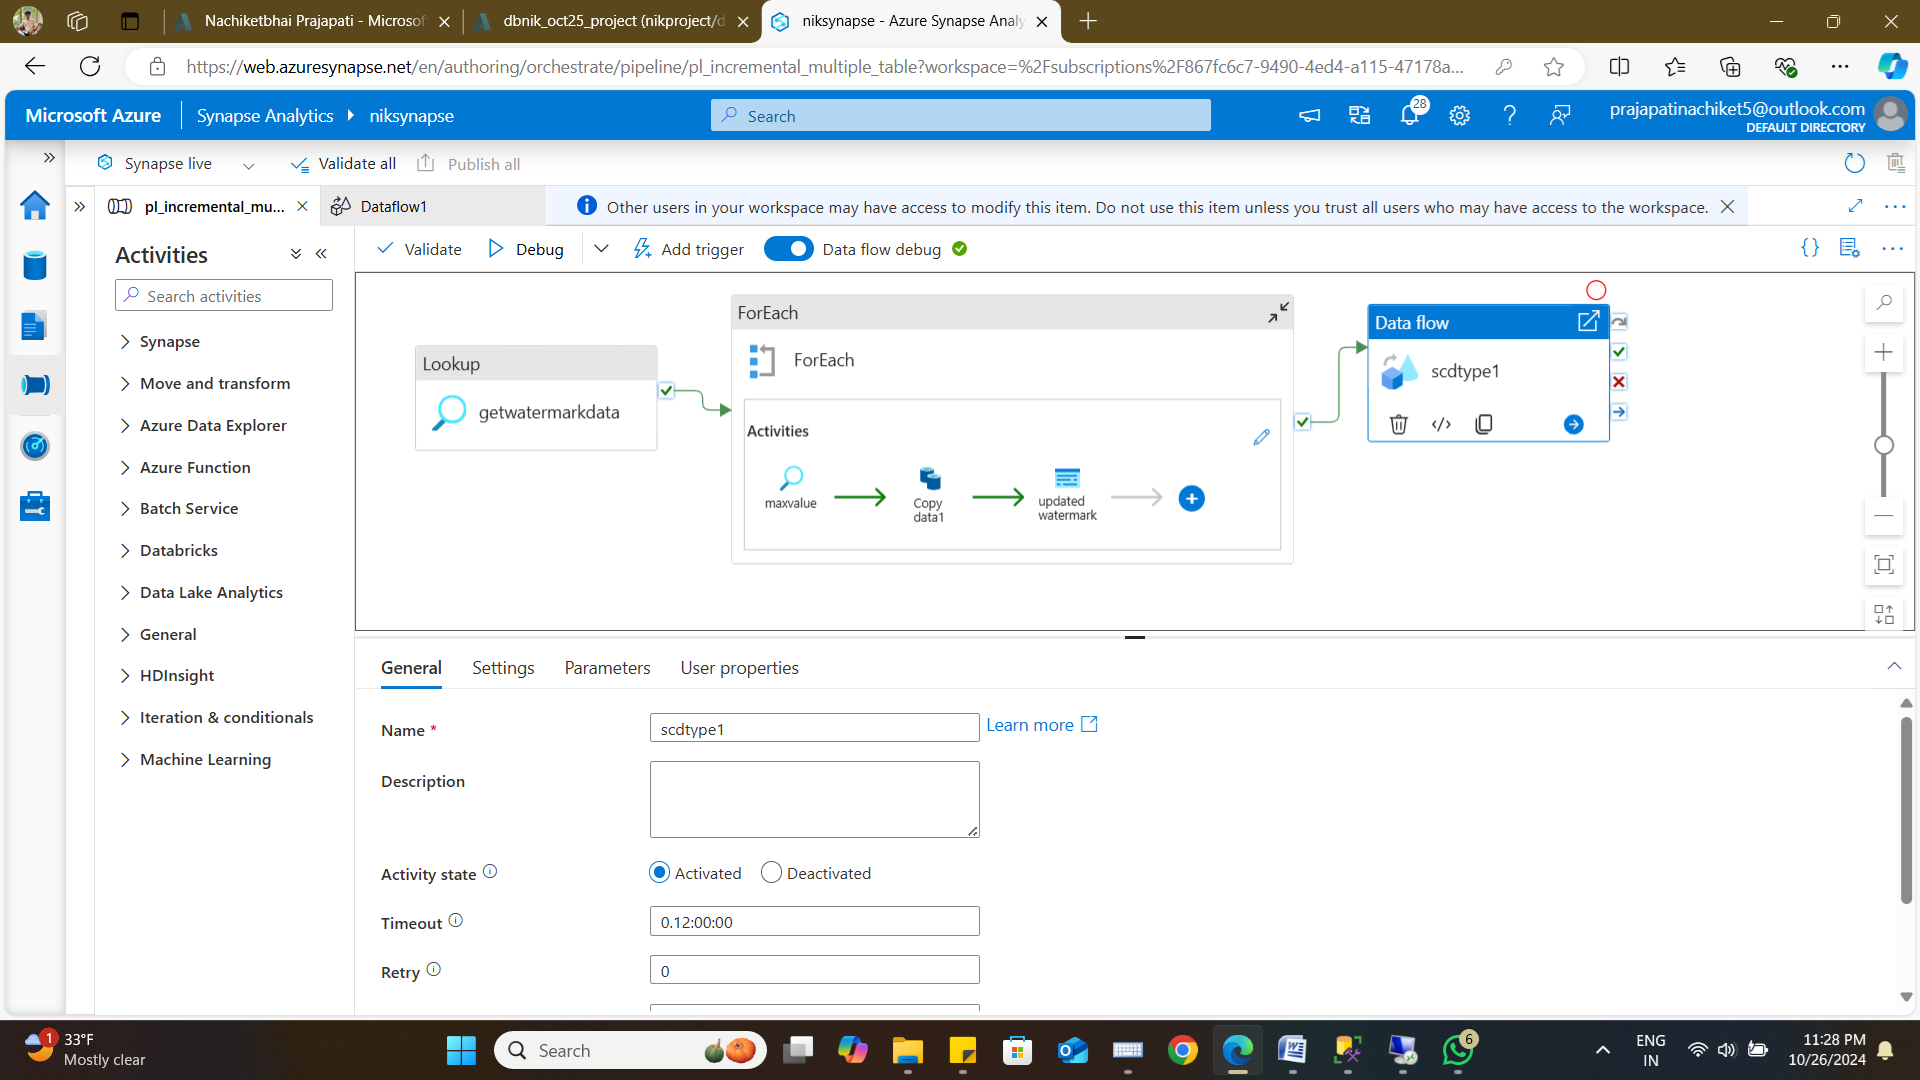 Nachiketbhai Prajapati - Microsof
dbnik_oct25_project (nikproject/d
niksynapse - Azure Synapse Analy
https://web.azuresynapse.net/en/authoring/orchestrate/pipeline/pl_incremental_multiple_table?workspace=%2Fsubscriptions%2F867fc6c7-9490-4ed4-a115-47178a...
Microsoft Azure
Synapse Analytics
niksynapse
Search
28
prajapatinachiket5@outlook.com
DEFAULT DIRECTORY
Synapse live
Validate all
Publish all
pl_incremental_mu...
Dataflow1
Other users in your workspace may have access to modify this item. Do not use this item unless you trust all users who may have access to the workspace.
Activities
Search activities
Synapse
Move and transform
Azure Data Explorer
Azure Function
Batch Service
Databricks
Data Lake Analytics
General
HDInsight
Iteration & conditionals
Machine Learning
Validate
Debug
Add trigger
Data flow debug
Lookup
getwatermarkdata
ForEach
ForEach
Activities
maxvalue
Copy
data1
updated
watermark
Data flow
scdtype1
General
Settings
Parameters
User properties
Name *
scdtype1
Learn more
Description
Activity state
Activated
Deactivated
Timeout
0.12:00:00
Retry
0
1
33°F
Mostly clear
Search
6
ENG
IN
11:28 PM
10/26/2024